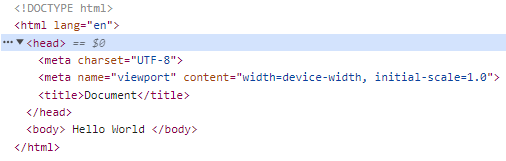 <!DOCTYPE html>
<html lang="en">
··· ▼<head> == $0
<meta charset="UTF-8">
<meta name="viewport" content="width=device-width, initial-scale=1.0">
<title>Document</title>
</head>
<body> Hello World </body>
</html>